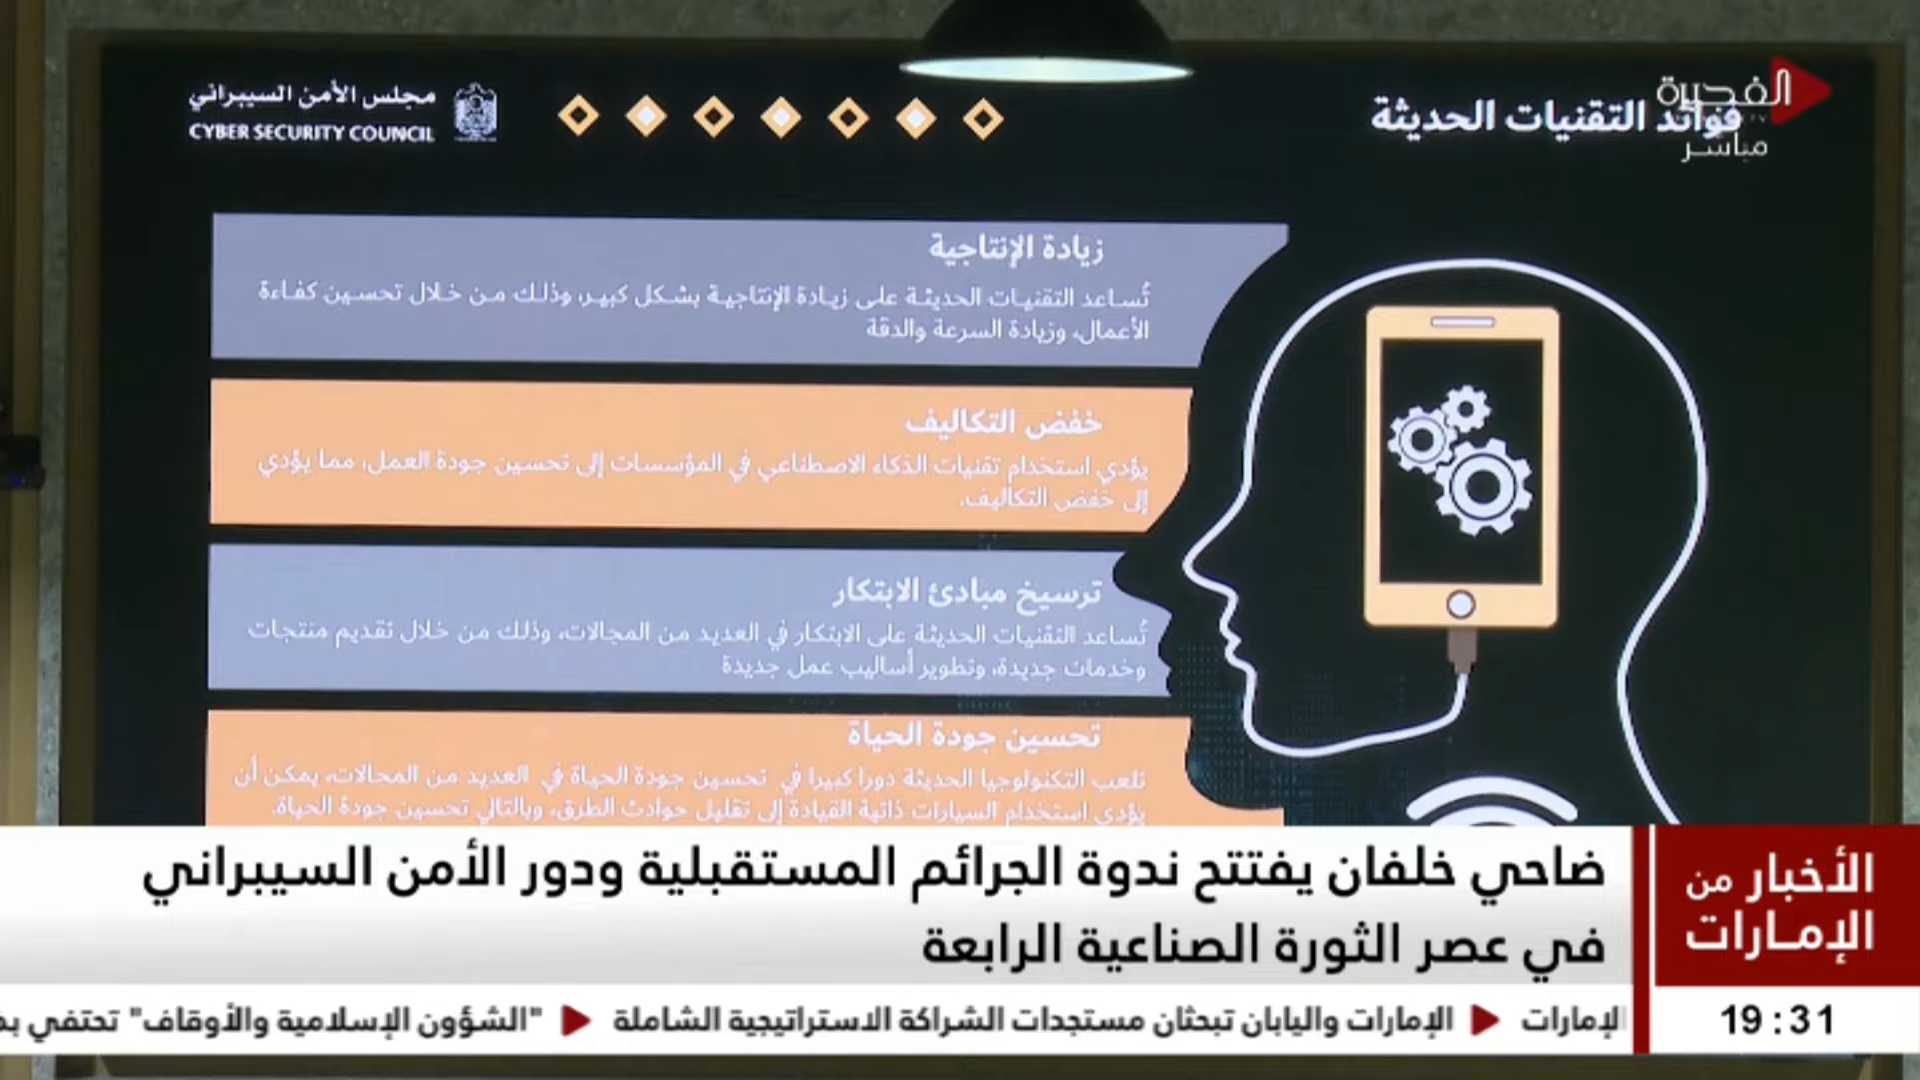 مجلس الأمن السيبراني
CYBER SECURITY COUNCIL
الفجيرة
مباشر
فوائد التقنيات الحديثة
زيادة الإنتاجية
تُساعد التقنيات الحديثة على زيادة الإنتاجية بشكل كبير، وذلك من خلال تحسين كفاءة
الأعمال، وزيادة السرعة والدقة
خفض التكاليف
يؤدي استخدام تقنيات الذكاء الاصطناعي في المؤسسات إلى تحسين جودة العمل، مما يؤدي
إلى خفض التكاليف.
ترسيخ مبادئ الابتكار
تُساعد التقنيات الحديثة على الابتكار في العديد من المجالات، وذلك من خلال تقديم منتجات
وخدمات جديدة، وتطوير أساليب عمل جديدة
تحسين جودة الحياة
تلعب التكنولوجيا الحديثة دورا كبيرا في تحسين جودة الحياة في العديد من المجالات، يمكن أن
يؤدي استخدام السيارات ذاتية القيادة إلى تقليل حوادث الطرق، وبالتالي تحسين جودة الحياة.
الأخبار من
الإمارات
ضاحي خلفان يفتتح ندوة الجرائم المستقبلية ودور الأمن السيبراني
في عصر الثورة الصناعية الرابعة
19:31
لإمارات ◀ الإمارات واليابان تبحثان مستجدات الشراكة الاستراتيجية الشاملة ◀ "الشؤون الإسلامية والأوقاف" تحتفي